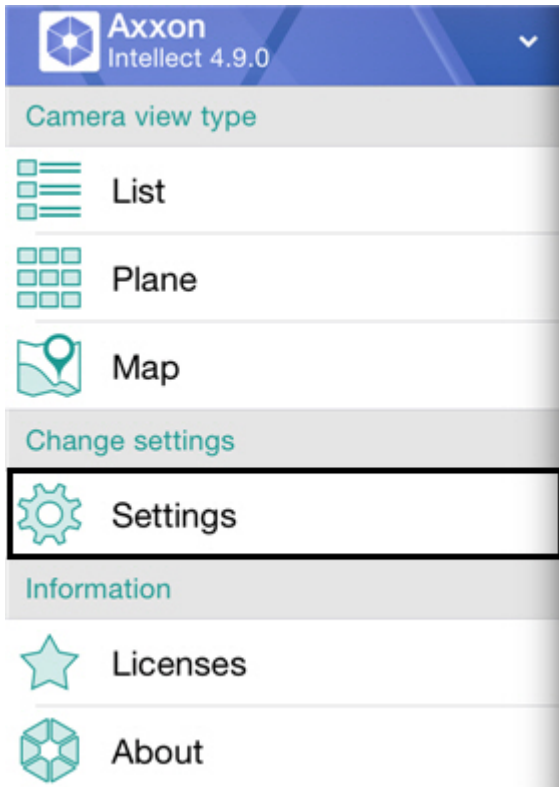 Axxon
Intellect 4.9.0
Camera view type
List
Plane
Map
Change settings
Settings
Information
Licenses
About